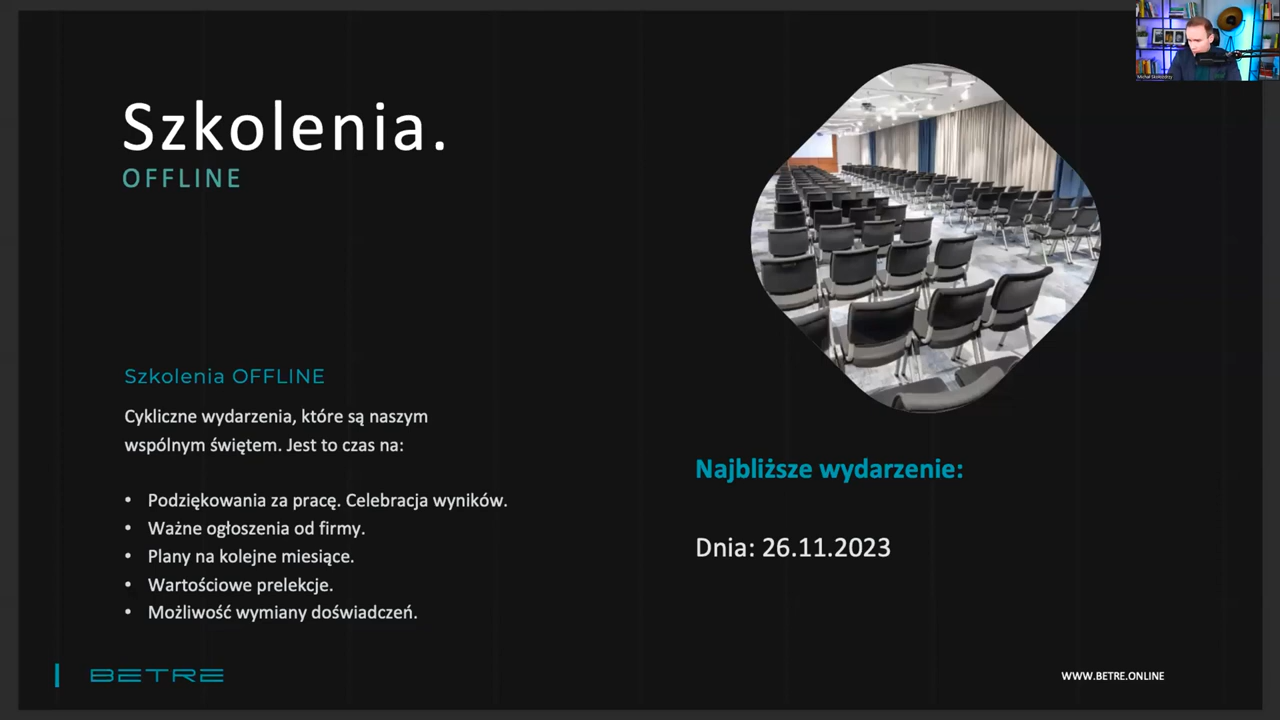 Szkolenia.
OFFLINE
Szkolenia OFFLINE
Cykliczne wydarzenia, które są naszym
wspólnym świętem. Jest to czas na:
• Podziękowania za pracę. Celebracja wyników.
• Ważne ogłoszenia od firmy.
• Plany na kolejne miesiące.
• Wartościowe prelekcje.
• Możliwość wymiany doświadczeń.
Najbliższe wydarzenie:
Dnia: 26.11.2023
BETRE
WWW.BETRE.ONLINE